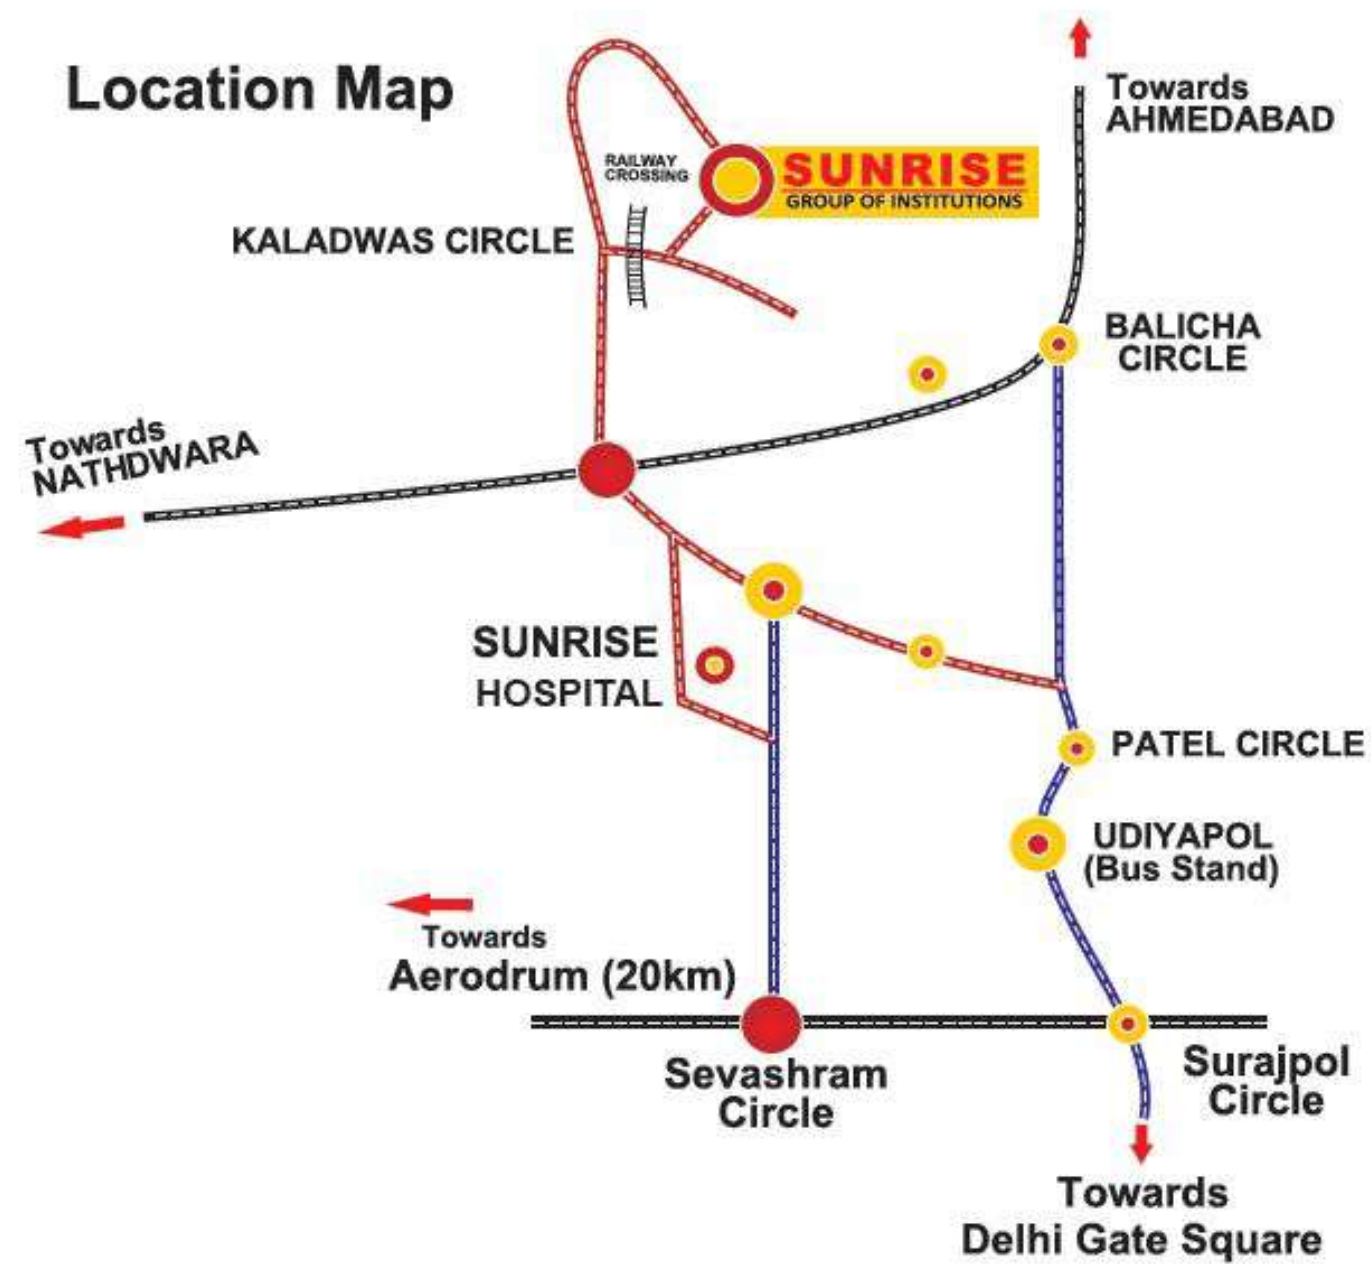 Location Map
Towards
AHMEDABAD
RAILWAY
CROSSING
SUNRISE
GROUP OF INSTITUTIONS
KALADWAS CIRCLE
BALICHA
CIRCLE
Towards
NATHDWARA
SUNRISE
HOSPITAL
PATEL CIRCLE
UDIYAPOL
(Bus Stand)
Towards
Aerodrum (20km)
Sevashram
Circle
Surajpol
Circle
Towards
Delhi Gate Square